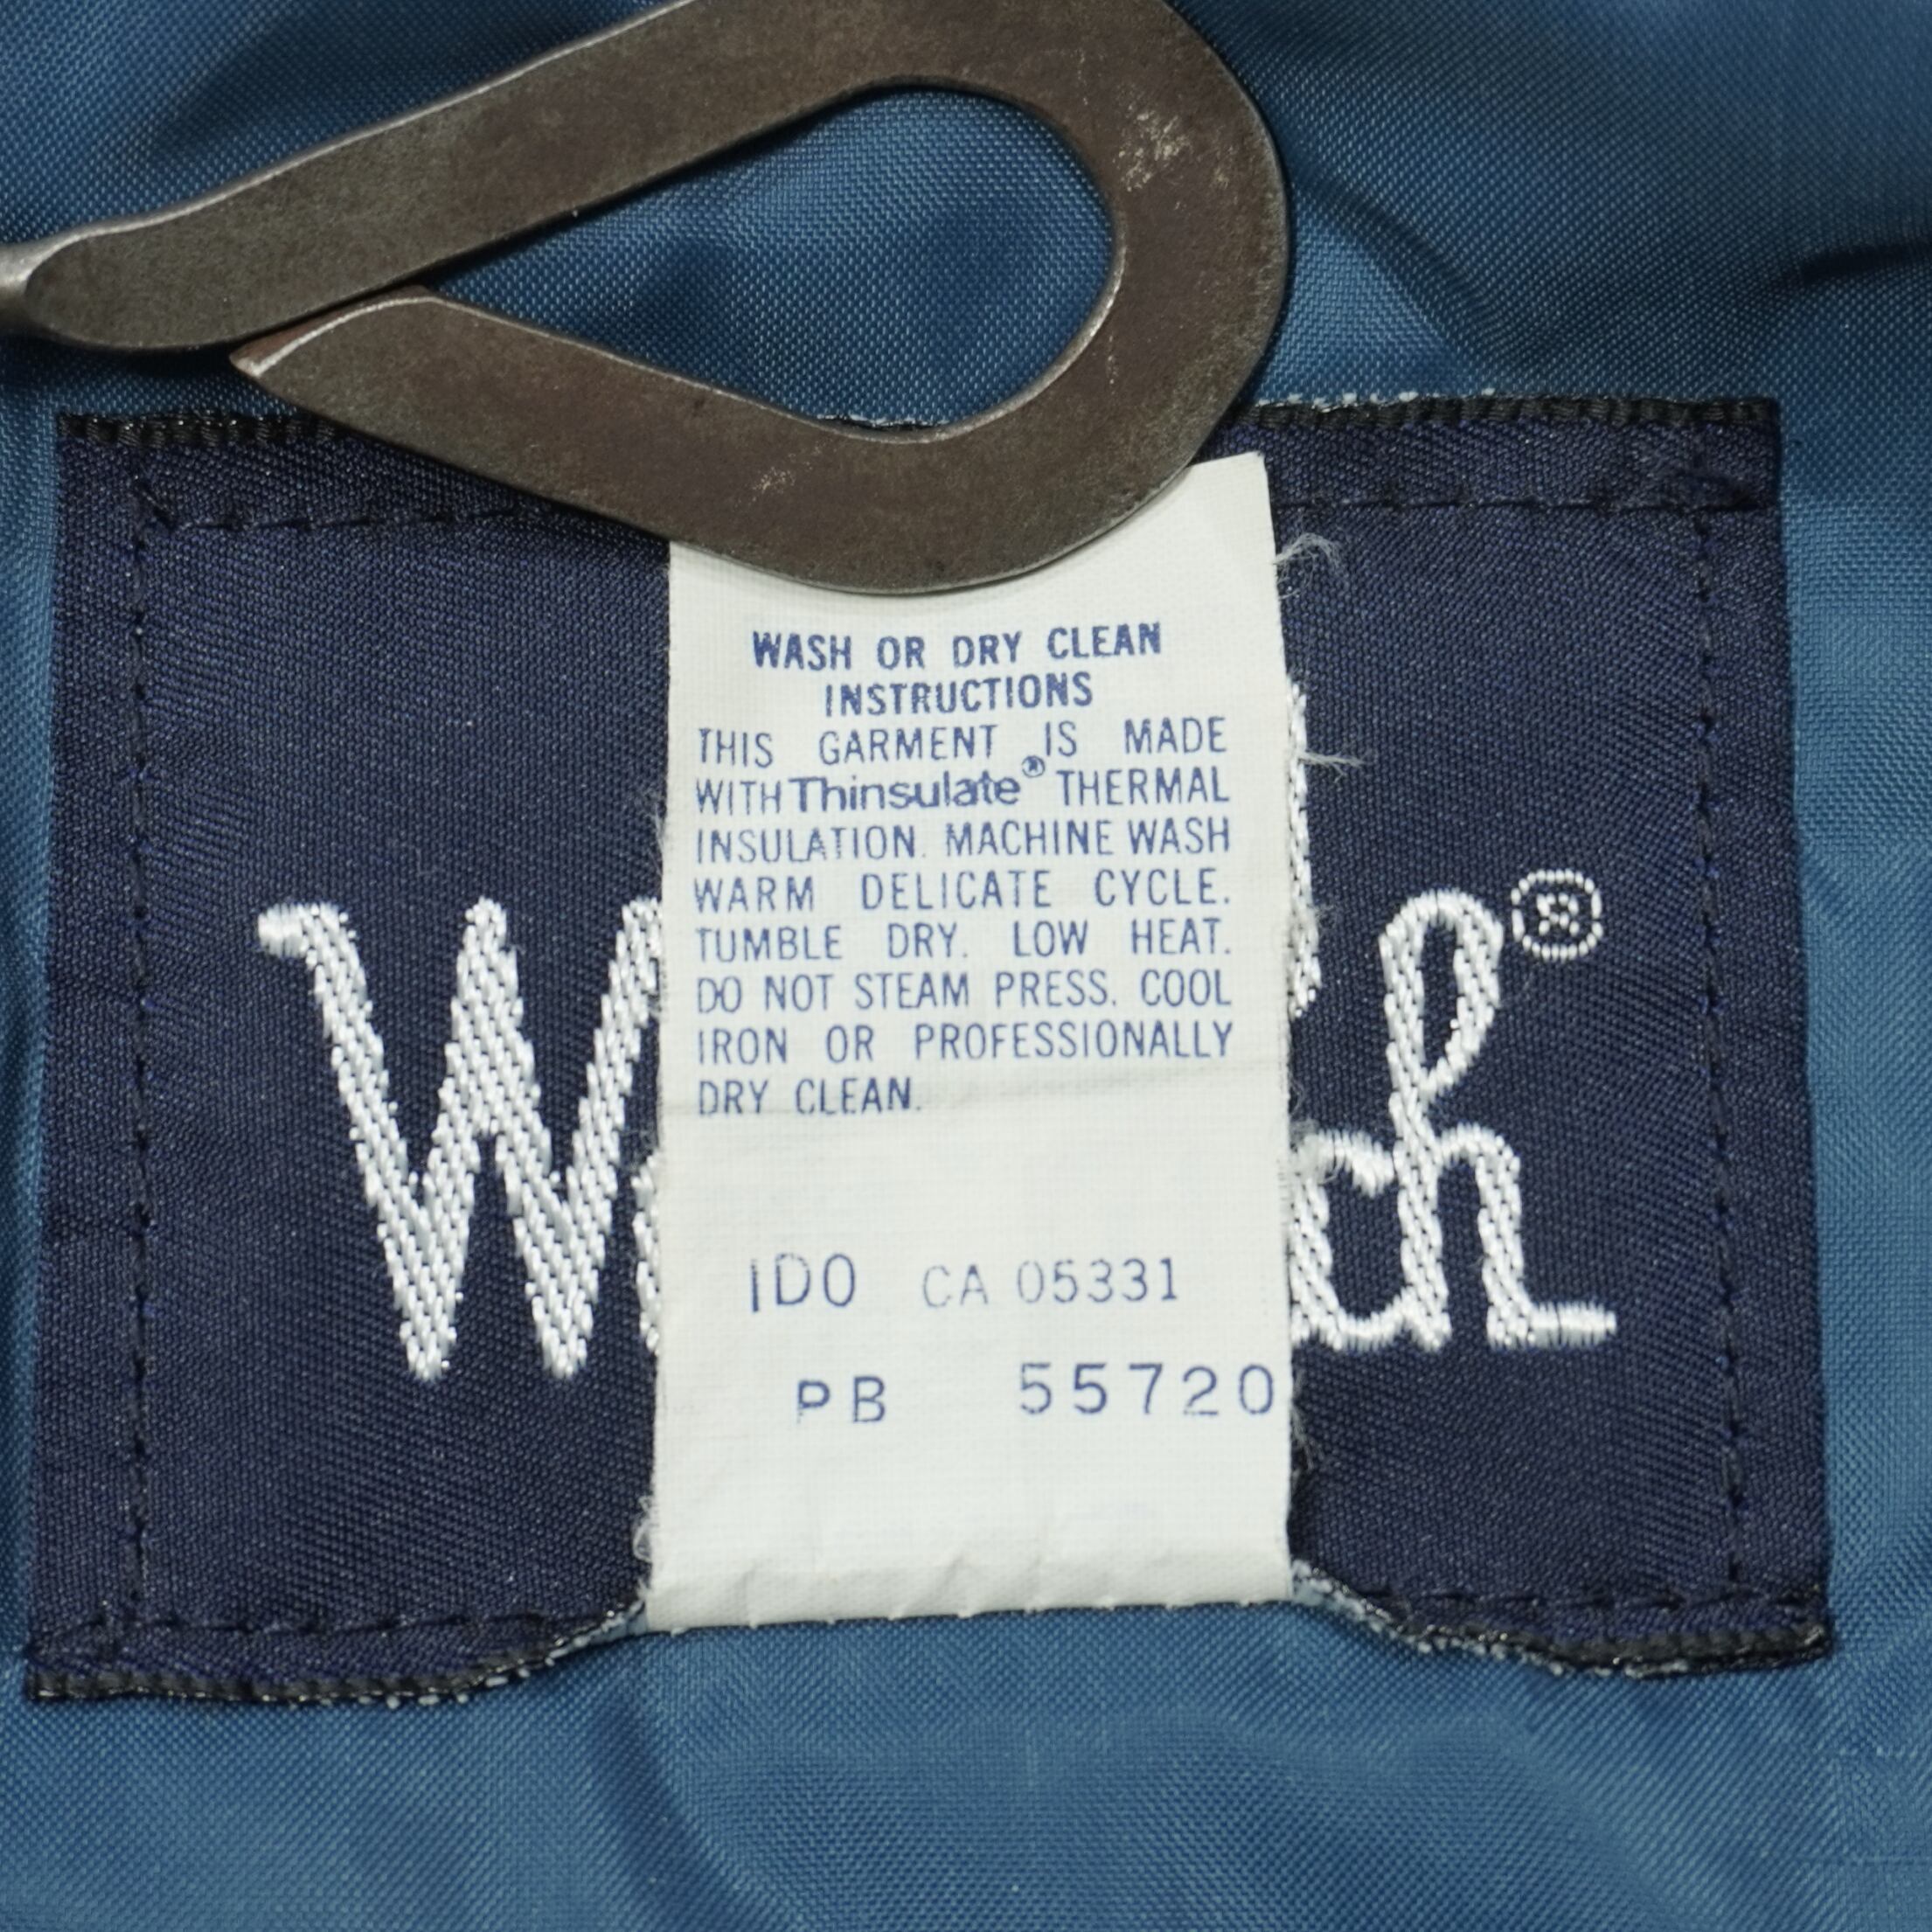 WASH OR DRY CLEAN
INSTRUCTIONS
THIS GARMENT IS MADE
WITH Thinsulate® THERMAL
INSULATION. MACHINE WASH
WARM DELICATE CYCLE.
TUMBLE DRY. LOW HEAT.
DO NOT STEAM PRESS. COOL
IRON OR PROFESSIONALLY
DRY CLEAN.
IDO CA 05331
PB 55720